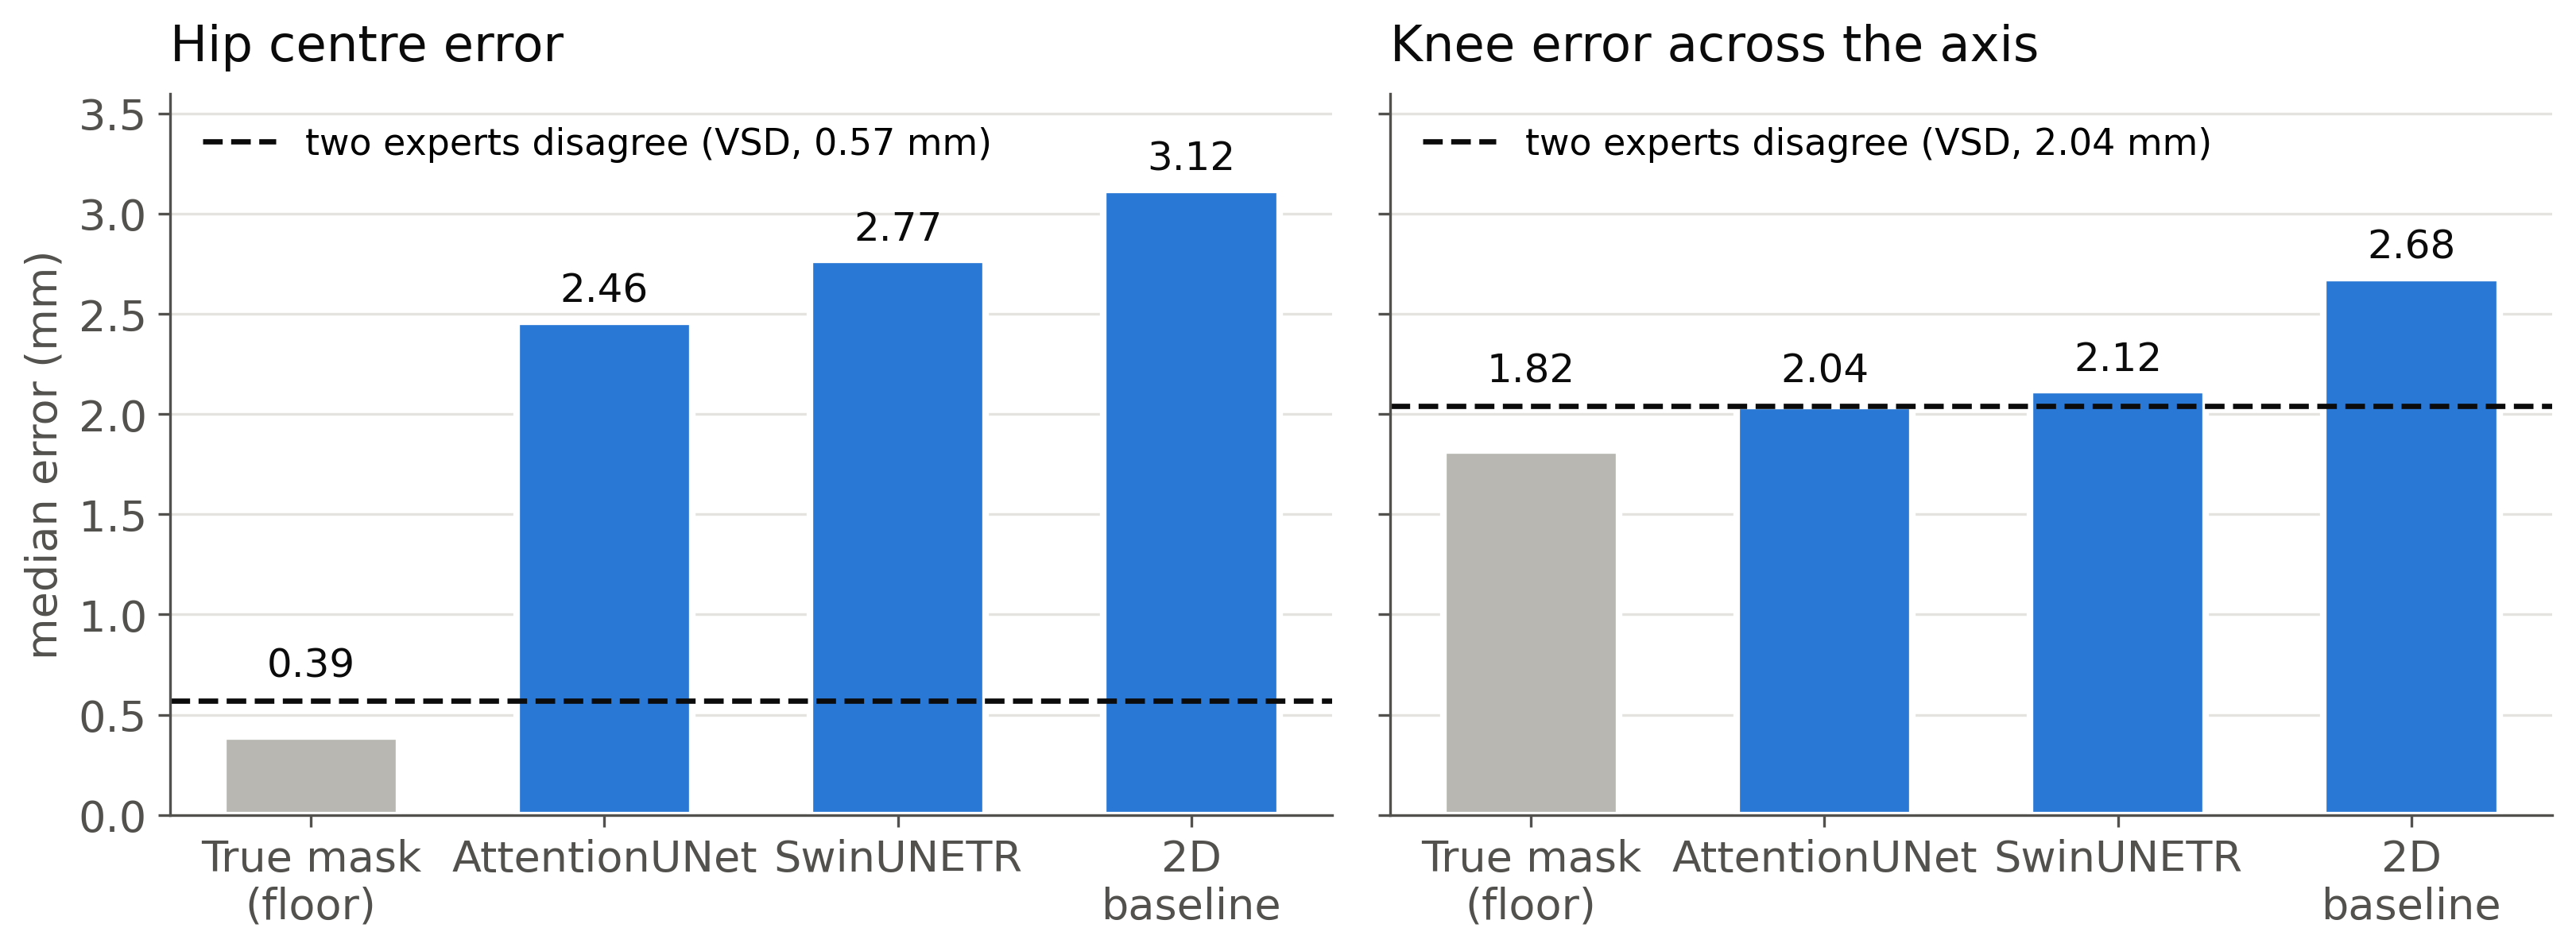 Hip centre error
median error (mm)
3.5
3.0
2.5
2.0
1.5
1.0
0.5
0.0
two experts disagree (VSD, 0.57 mm)
0.39
2.46
2.77
3.12
True mask
(floor)
AttentionUNet
SwinUNETR
2D
baseline
Knee error across the axis
two experts disagree (VSD, 2.04 mm)
1.82
2.04
2.12
2.68
True mask
(floor)
AttentionUNet
SwinUNETR
2D
baseline